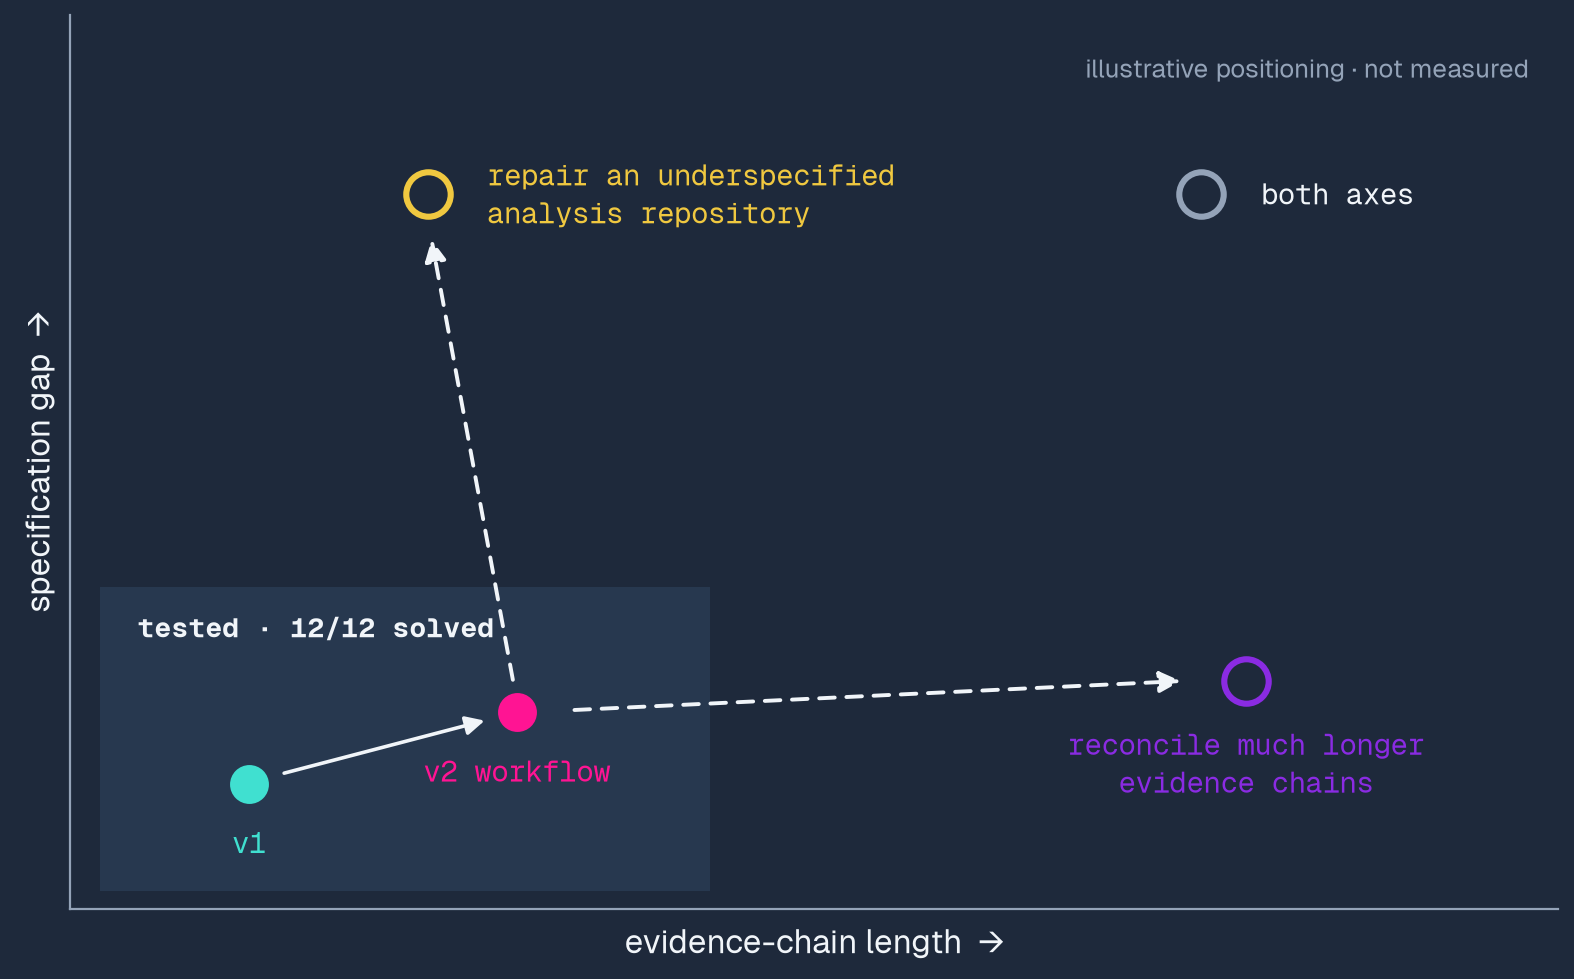 illustrative positioning · not measured
repair an underspecified
analysis repository
both axes
specification gap →
tested · 12/12 solved
v2 workflow
v1
reconcile much longer
evidence chains
evidence-chain length →